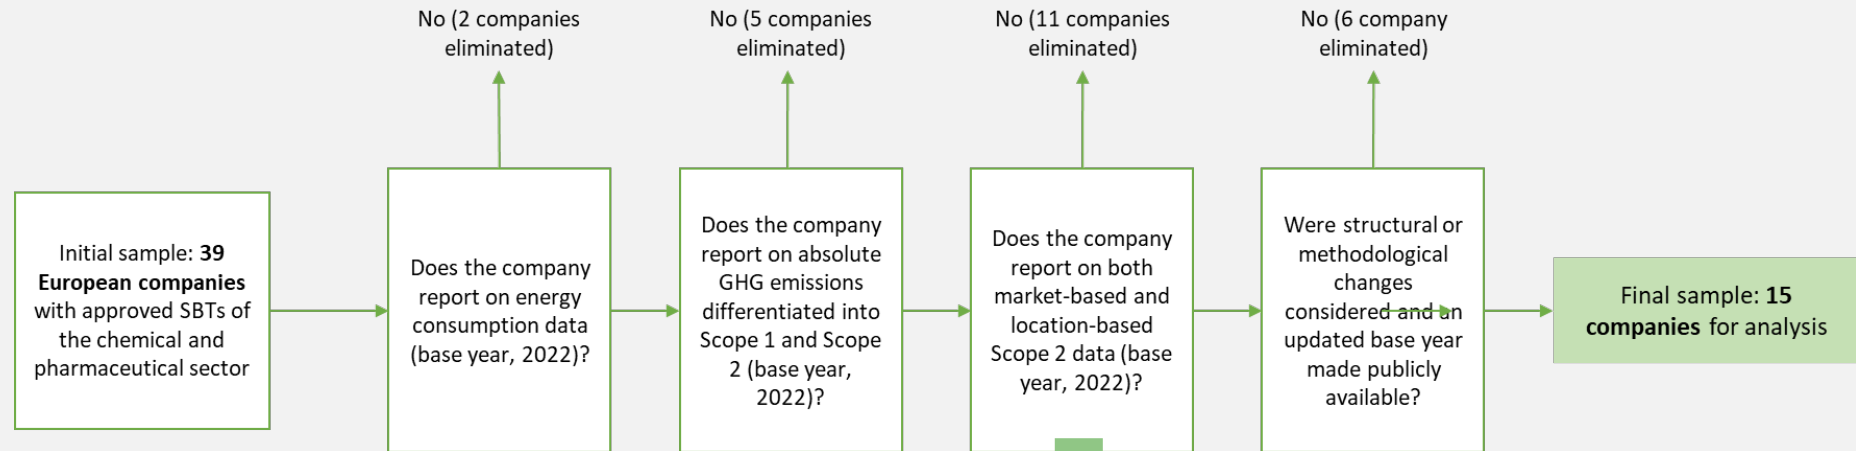 No (2 companies
eliminated)
No (5 companies
eliminated)
No (11 companies
eliminated)
No (6 company
eliminated)
Initial sample: 39
European companies
with approved SBTs of
the chemical and
pharmaceutical sector
Does the company
report on energy
consumption data
(base year, 2022)?
Does the company
report on absolute
GHG emissions
differentiated into
Scope 1 and Scope
2 (base year,
2022)?
Does the company
report on both
market-based and
location-based
Scope 2 data (base
year, 2022)?
Were structural or
methodological
changes
considered and an
updated base year
made publicly
available?
Final sample: 15
companies for analysis